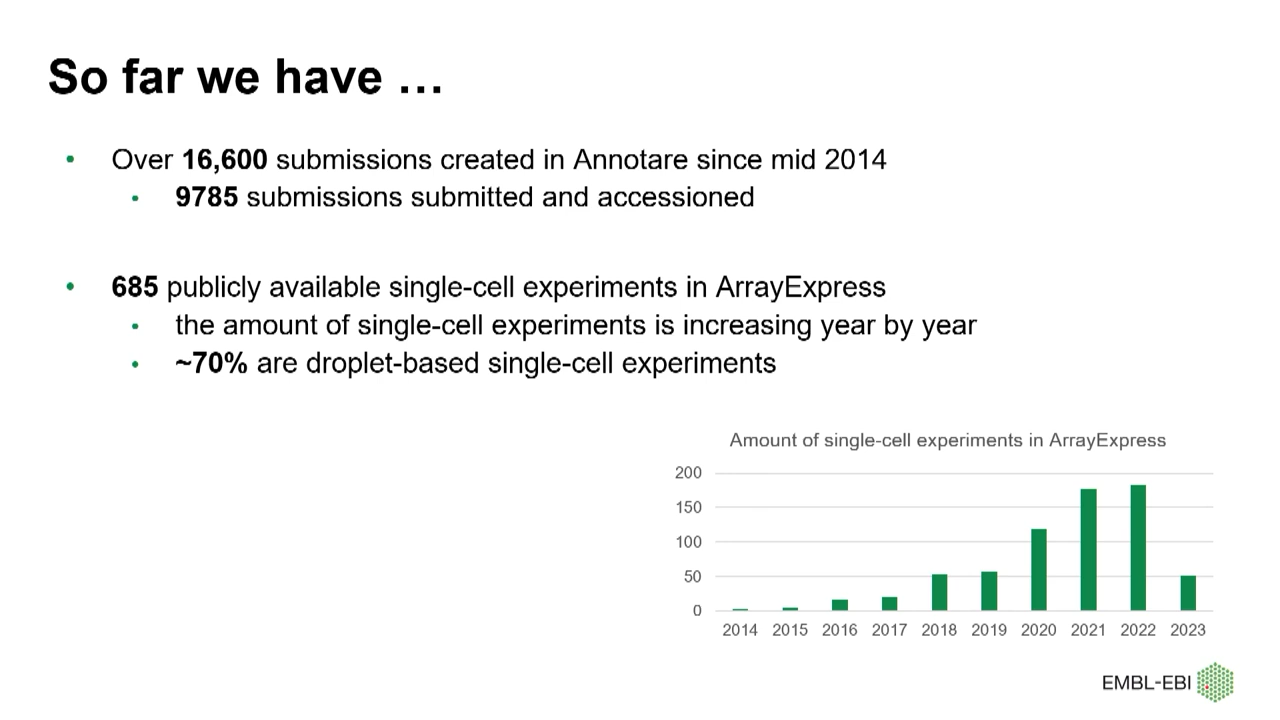 So far we have …
• Over 16,600 submissions created in Annotare since mid 2014
• 9785 submissions submitted and accessioned
• 685 publicly available single-cell experiments in ArrayExpress
• the amount of single-cell experiments is increasing year by year
• ~70% are droplet-based single-cell experiments
Amount of single-cell experiments in ArrayExpress
200
150
100
50
0
2014 2015 2016 2017 2018 2019 2020 2021 2022 2023
EMBL-EBI